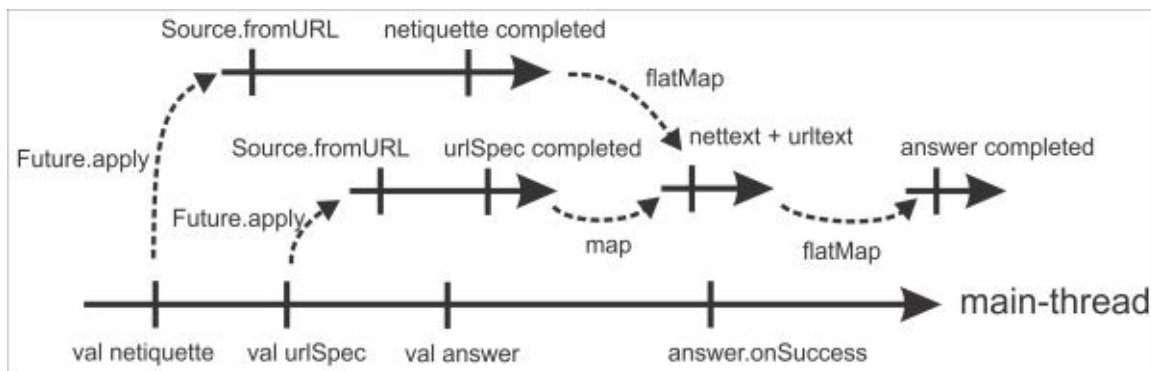 Source.fromURL
netiquette completed
flatMap
Future.apply
Source.fromURL
urlSpec completed
nettext + urltext
answer completed
Future.apply
map
flatMap
main-thread
val netiquette
val urlSpec
val answer
answer.onSuccess